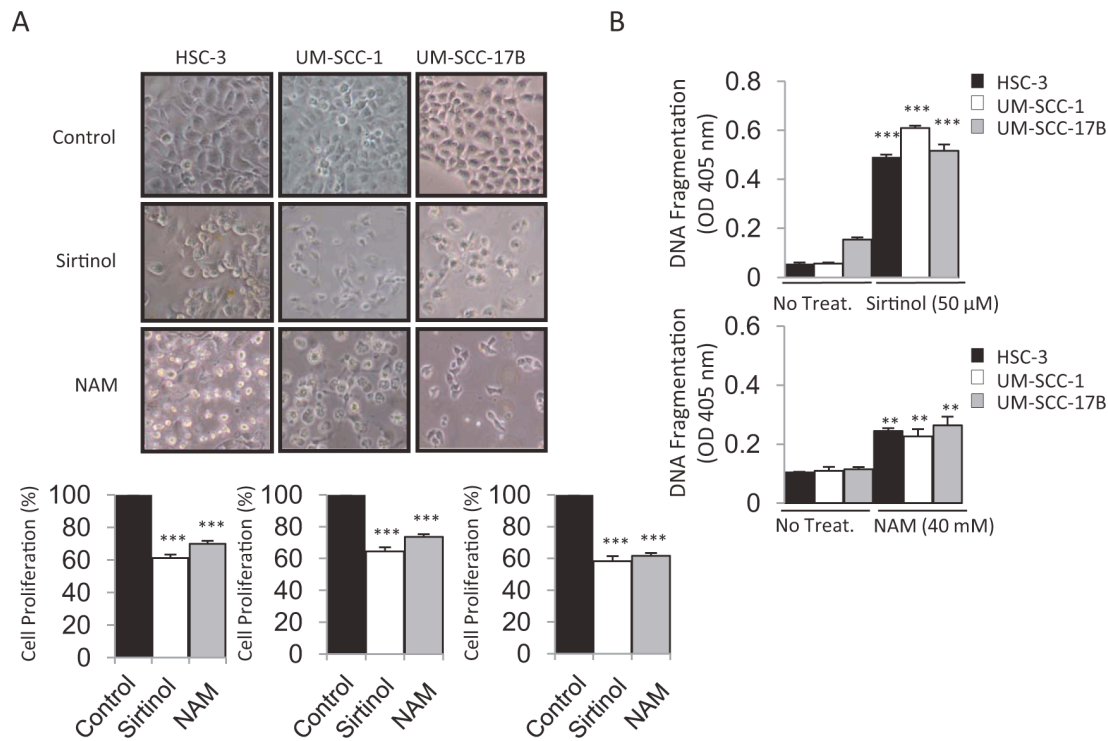 A
HSC-3 UM-SCC-1 UM-SCC-17B
Control
Sirtinol
NAM
Cell Proliferation (%)
100
80
60
40
20
0
*** ***
Control
Sirtinol
NAM
Cell Proliferation (%)
100
80
60
40
20
0
*** ***
Control
Sirtinol
NAM
Cell Proliferation (%)
100
80
60
40
20
0
*** ***
Control
Sirtinol
NAM
B
DNA Fragmentation
(OD 405 nm)
0.8
0.6
0.4
0.2
0
*** *** ***
HSC-3
UM-SCC-1
UM-SCC-17B
No Treat. Sirtinol (50 µM)
DNA Fragmentation
(OD 405 nm)
0.6
0.4
0.2
0
** ** **
HSC-3
UM-SCC-1
UM-SCC-17B
No Treat. NAM (40 mM)